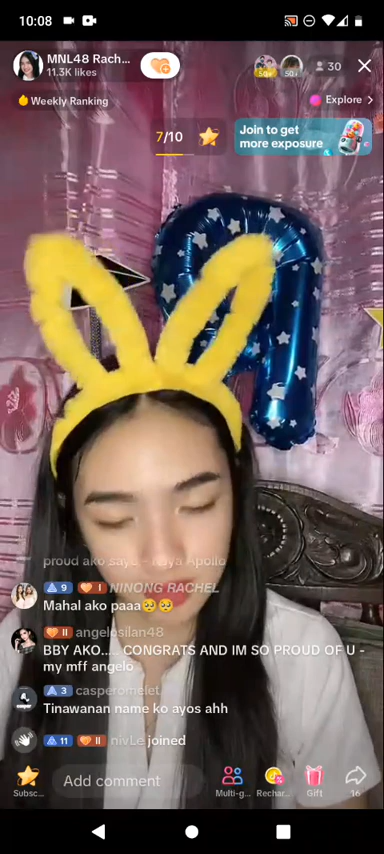 10:08
MNL48 Rach...
11.3K likes
50+
50+
30
Weekly Ranking
Explore
7/10
Join to get
more exposure
proud ako sayo - kuya Apollo
9 I NINONG RACHEL
Mahal ako paaa🥺🥺
II angelosilan48
BBY AKO..... CONGRATS AND IM SO PROUD OF U -
my mff angelo
3 casperomelet
Tinawanan name ko ayos ahh
11 II nivLe joined
Subsc...
Add comment
Multi-g...
Rechar...
Gift
16